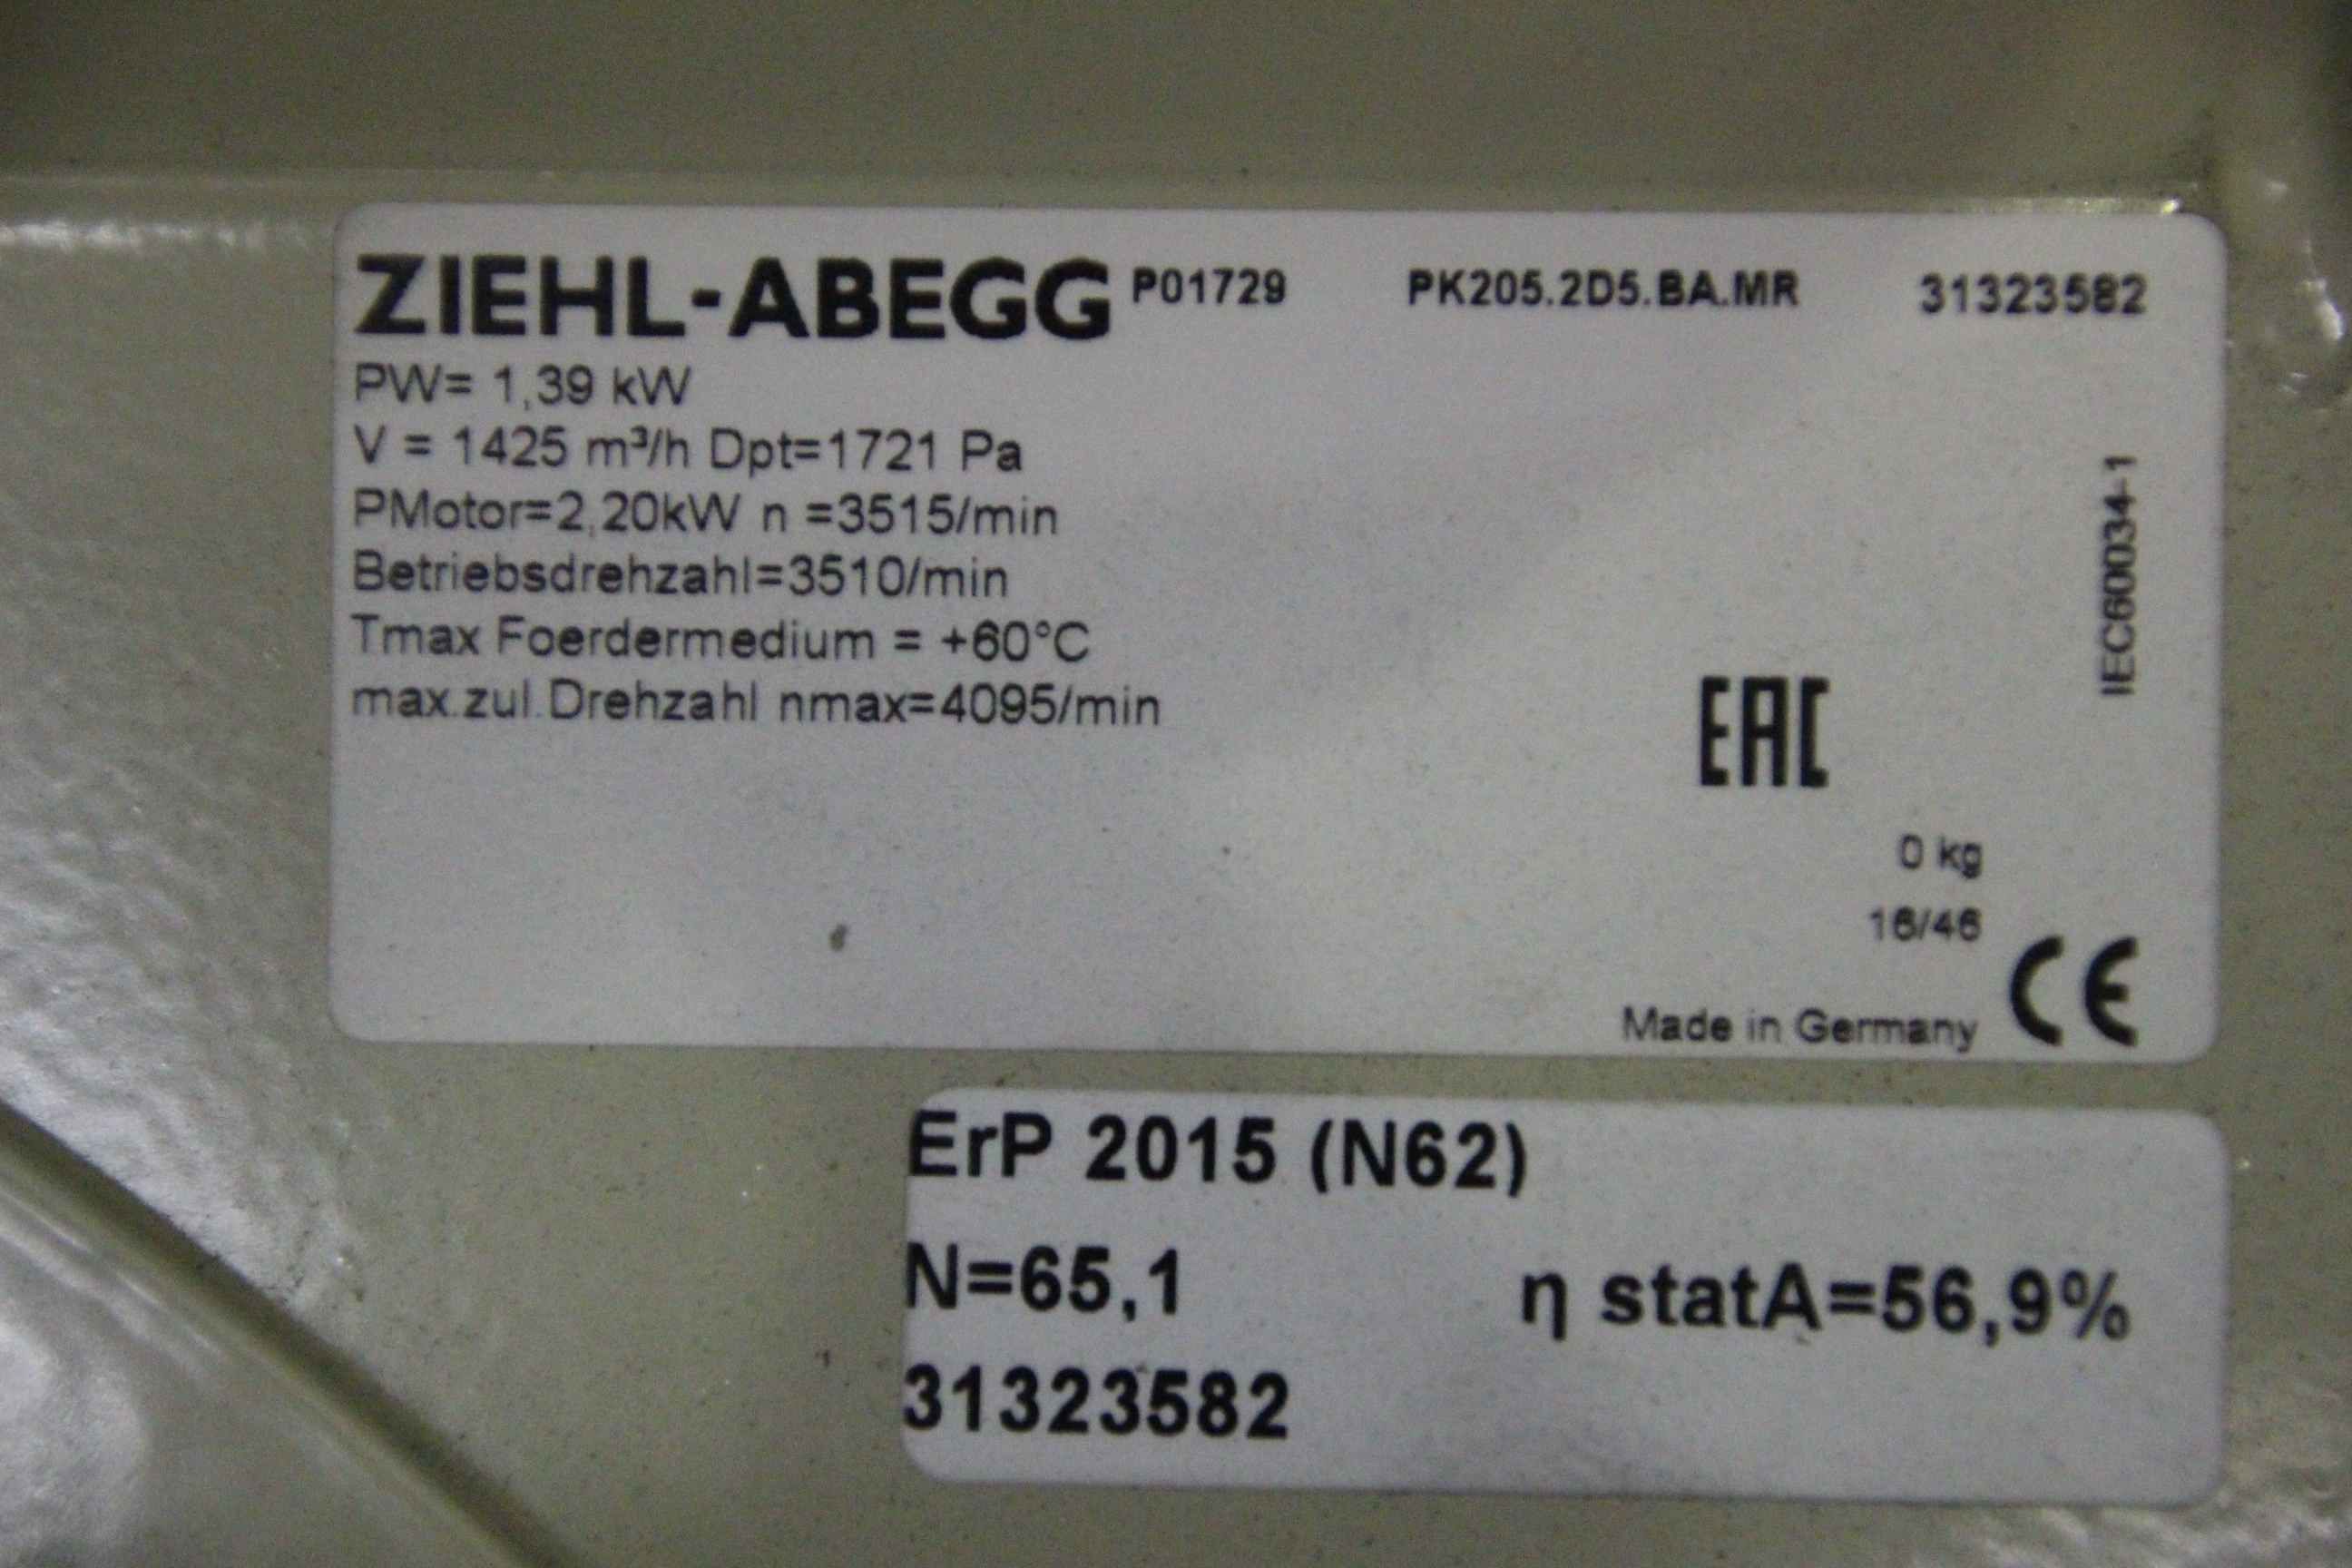 ZIEHL-ABEGG P01729 PK205.2D5.BA.MR 31323582
PW= 1,39 kW
V = 1425 m³/h Dpt=1721 Pa
PMotor=2,20kW n =3515/min
Betriebsdrehzahl=3510/min
Tmax Foerdermedium = +60°C
max.zul.Drehzahl nmax=4095/min
IEC60034-1
EAC
0 kg
16/46
Made in Germany CE
ErP 2015 (N62)
N=65,1 η statA=56,9%
31323582